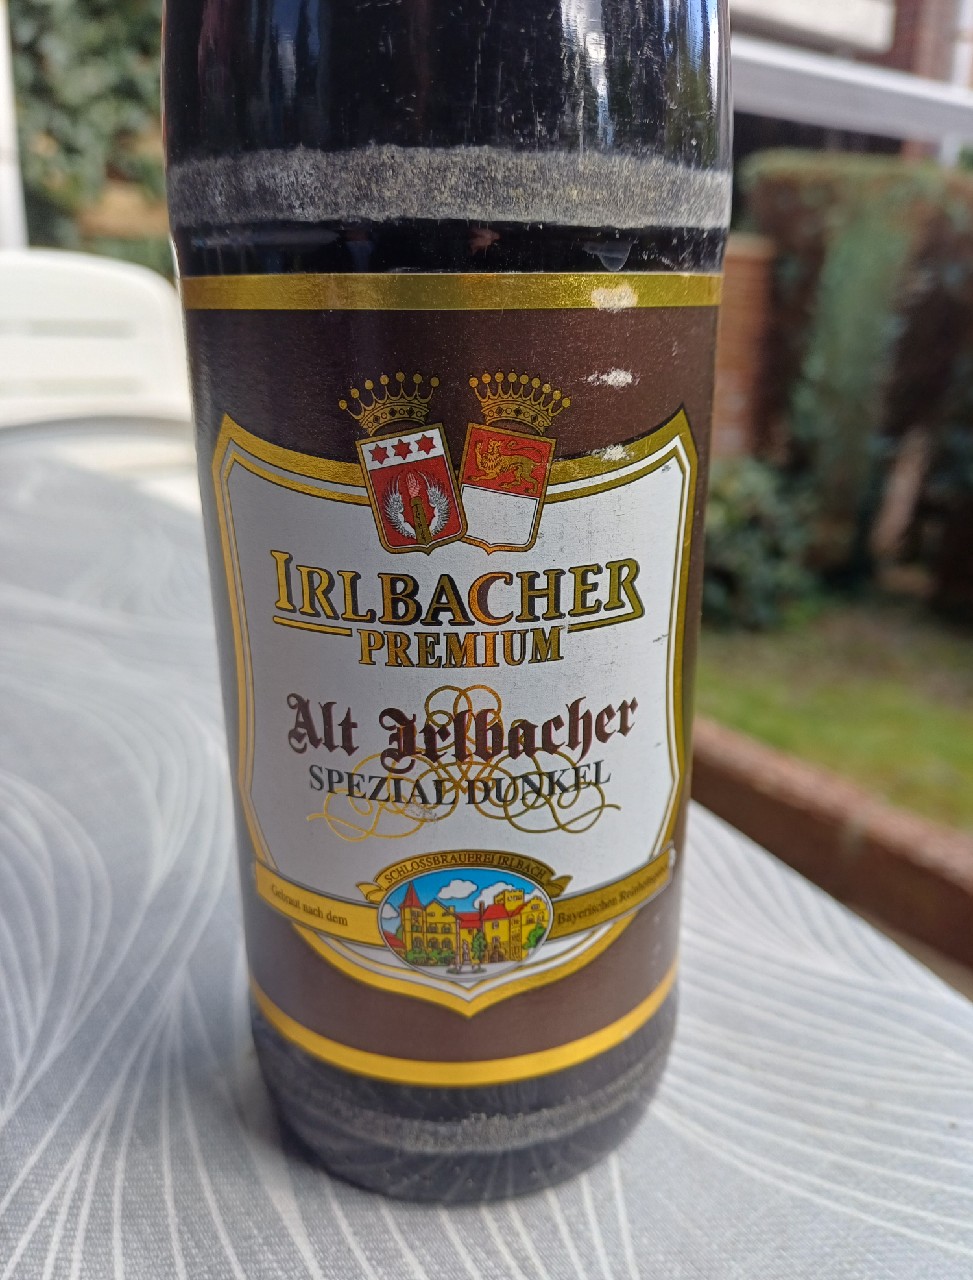 IRLBACHER
PREMIUM
Alt Irlbacher
SPEZIAL DUNKEL
SCHLOSSBRAUEREI IRLBACH
Gebraut nach dem
Bayerischen